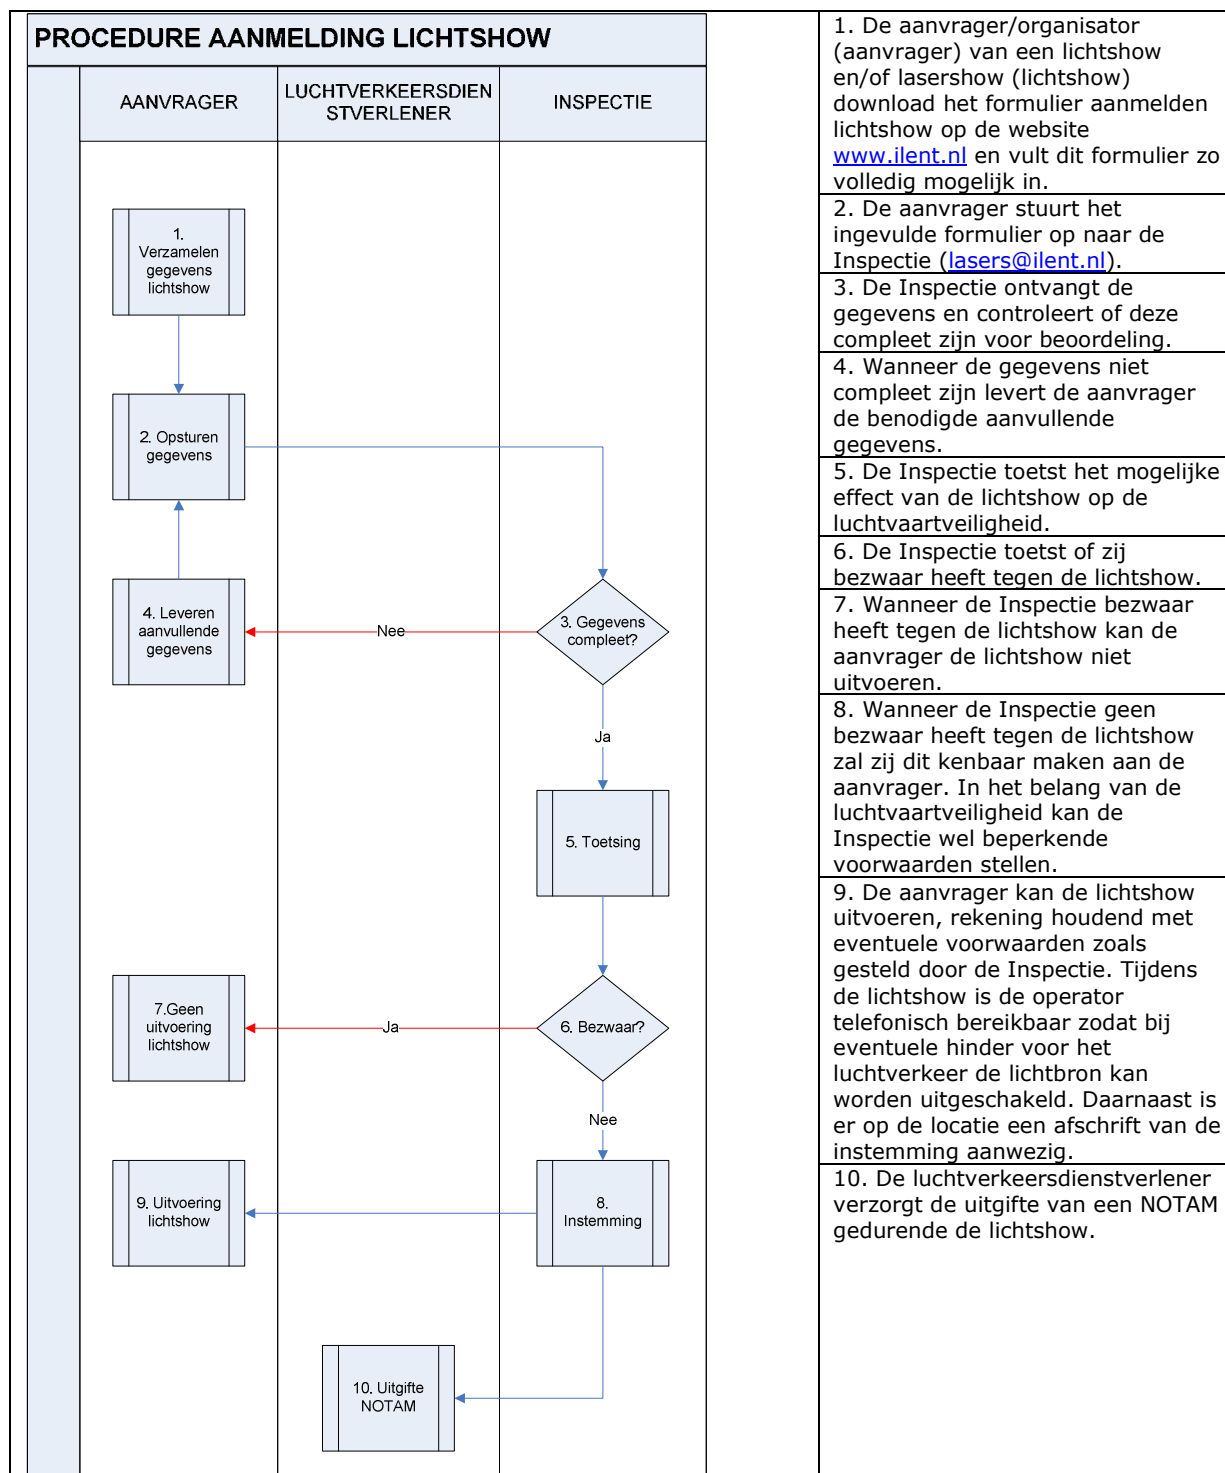 PROCEDURE AANMELDING LICHTSHOW
AANVRAGER
LUCHTVERKEERSDIEN
STVERLENER
INSPECTIE
1.
Verzamelen
gegevens
lichtshow
2. Opsturen
gegevens
4. Leveren
aanvullende
gegevens
Nee
3. Gegevens
compleet?
Ja
5. Toetsing
7.Geen
uitvoering
lichtshow
Ja
6. Bezwaar?
Nee
9. Uitvoering
lichtshow
8.
Instemming
10. Uitgifte
NOTAM
1. De aanvrager/organisator
(aanvrager) van een lichtshow
en/of lasershow (lichtshow)
download het formulier aanmelden
lichtshow op de website
www.ilent.nl en vult dit formulier zo
volledig mogelijk in.
2. De aanvrager stuurt het
ingevulde formulier op naar de
Inspectie (lasers@ilent.nl).
3. De Inspectie ontvangt de
gegevens en controleert of deze
compleet zijn voor beoordeling.
4. Wanneer de gegevens niet
compleet zijn levert de aanvrager
de benodigde aanvullende
gegevens.
5. De Inspectie toetst het mogelijke
effect van de lichtshow op de
luchtvaartveiligheid.
6. De Inspectie toetst of zij
bezwaar heeft tegen de lichtshow.
7. Wanneer de Inspectie bezwaar
heeft tegen de lichtshow kan de
aanvrager de lichtshow niet
uitvoeren.
8. Wanneer de Inspectie geen
bezwaar heeft tegen de lichtshow
zal zij dit kenbaar maken aan de
aanvrager. In het belang van de
luchtvaartveiligheid kan de
Inspectie wel beperkende
voorwaarden stellen.
9. De aanvrager kan de lichtshow
uitvoeren, rekening houdend met
eventuele voorwaarden zoals
gesteld door de Inspectie. Tijdens
de lichtshow is de operator
telefonisch bereikbaar zodat bij
eventuele hinder voor het
luchtverkeer de lichtbron kan
worden uitgeschakeld. Daarnaast is
er op de locatie een afschrift van de
instemming aanwezig.
10. De luchtverkeersdienstverlener
verzorgt de uitgifte van een NOTAM
gedurende de lichtshow.